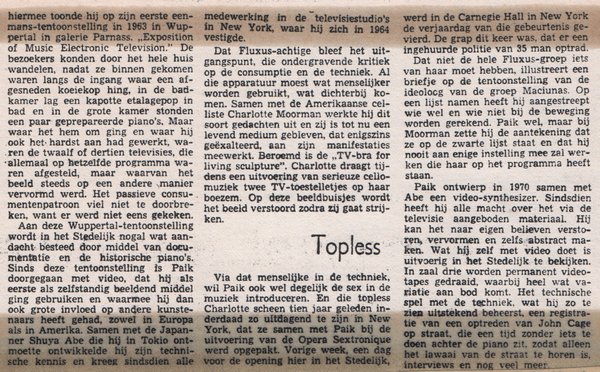 hiermee toonde hij op zijn eerste een-
mans-tentoonstelling in 1963 in Wup-
pertal in galerie Parnass. „Exposition
of Music Electronic Television." De
bezoekers konden door het hele huis
wandelen, nadat ze binnen gekomen
waren langs de ingang waar een af-
gesneden koeiekop hing, in de bad-
kamer lag een kapotte etalagepop in
bad en in de grote kamer stonden
een paar geprepareerde piano's. Maar
waar het hem om ging en waar hij
ook het hardst aan had gewerkt, wa-
ren de twaalf of dertien televisies, die
allemaal op hetzelfde programma wa-
ren afgesteld, maar waarvan het
beeld steeds op een andere manier
vervormd werd. Het passieve consu-
mentenpatroon viel niet te doorbre-
ken, want er werd niet eens gekeken.
Aan deze Wuppertal-tentoonstelling
wordt in het Stedelijk nogal wat aan-
dacht besteed door middel van docu-
mentatie en de historische piano's.
Sinds deze tentoonstelling is Paik
doorgegaan met video, dat hij als
eerste als zelfstandig beeldend middel
ging gebruiken en waarmee hij dan
ook grote invloed op andere kunste-
naars heeft gehad, zowel in Europa
als in Amerika. Samen met de Japan-
ner Shuya Abe die hij in Tokio ont-
moette ontwikkelde hij zijn techni-
sche kennis en kreeg sindsdien alle
medewerking in de televisiestudio's
in New York, waar hij zich in 1964
vestigde.
Dat Fluxus-achtige bleef het uit-
gangspunt, die ondergravende kritiek
op de consumptie en de techniek. Al
die apparatuur moest wat menselijker
worden gebruikt, wat dichterbij ko-
men. Samen met de Amerikaanse cel-
liste Charlotte Moorman werkte hij dit
soort gedachten uit en zij is tot nu een
levend medium gebleven, dat enigszins
geëxalteerd, aan zijn manifestaties
meewerkt. Beroemd is de „TV-bra for
living sculpture". Charlotte draagt tij-
dens een uitvoering van serieuze cello-
muziek twee TV-toestelletjes op haar
boezem. Op deze beeldbuisjes wordt
het beeld verstoord zodra zij gaat strij-
ken.
Topless
Via dat menselijke in de techniek,
wil Paik ook wel degelijk de sex in de
muziek introduceren. En die topless
Charlotte scheen tien jaar geleden in-
derdaad zo uitdagend te zijn in New
York, dat ze samen met Paik bij de
uitvoering van de Opera Sextronique
werd opgepakt. Vorige week, een dag
voor de opening hier in het Stedelijk,
werd in de Carnegie Hall in New York
de verjaardag van die gebeurtenis ge-
vierd. De grap dit keer was, dat er een
ingehuurde politie van 35 man optrad.
Dat niet de hele Fluxus-groep iets
van haar moet hebben, illustreert een
briefje op de tentoonstelling van de
ideoloog van de groep Maciunas. Op
een lijst namen heeft hij aangestreept
wie wel en wie niet bij de beweging
worden gerekend. Paik wel, maar bij
Moorman zette hij de aantekening dat
ze op de zwarte lijst staat en dat hij
nooit aan enige instelling mee zal wer-
ken die haar op het programma heeft
staan.
Paik ontwierp in 1970 samen met
Abe een video-synthesizer. Sindsdien
heeft hij alle macht over het via de
televisie aangeboden materiaal. Hij
kan het naar eigen believen versto-
ren, vervormen en zelfs abstract ma-
ken. Wat hij zelf met video doet is
uitvoerig in het Stedelijk te bekijken.
In zaal drie worden permanent video-
tapes gedraaid, waarbij heel wat va-
riatie aan bod komt. Het technische
spel met de techniek, wat hij zo te
zien uitstekend beheerst, een registra-
tie van een optreden van John Cage
op straat, die een tijd zonder iets te
doen achter de piano zit, zodat alleen
het lawaai van de straat te horen is,
interviews en nog veel meer.